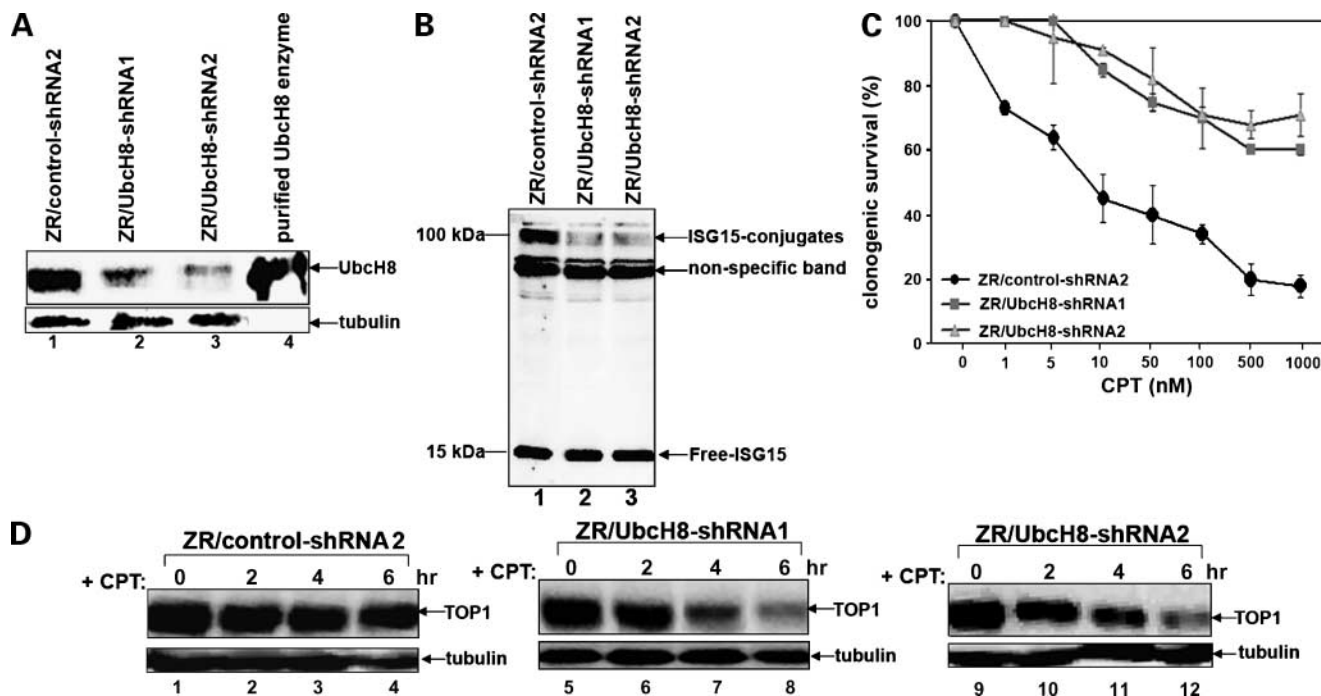 A
ZR/control-shRNA2
ZR/UbcH8-shRNA1
ZR/UbcH8-shRNA2
purified UbcH8 enzyme
UbcH8
tubulin
1 2 3 4
B
ZR/control-shRNA2
ZR/UbcH8-shRNA1
ZR/UbcH8-shRNA2
100 kDa
ISG15-conjugates
non-specific band
15 kDa
Free-ISG15
1 2 3
C
clonogenic survival (%)
100
80
60
40
20
0
ZR/control-shRNA2
ZR/UbcH8-shRNA1
ZR/UbcH8-shRNA2
0 1 5 10 50 100 500 1000
CPT (nM)
D
ZR/control-shRNA2
+ CPT: 0 2 4 6 hr
TOP1
tubulin
1 2 3 4
ZR/UbcH8-shRNA1
+ CPT: 0 2 4 6 hr
TOP1
tubulin
5 6 7 8
ZR/UbcH8-shRNA2
+ CPT: 0 2 4 6 hr
TOP1
tubulin
9 10 11 12